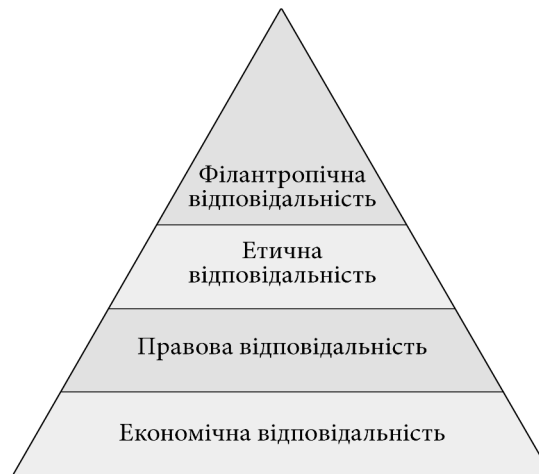 Філантропічна
відповідальність
Етична
відповідальність
Правова відповідальність
Економічна відповідальність